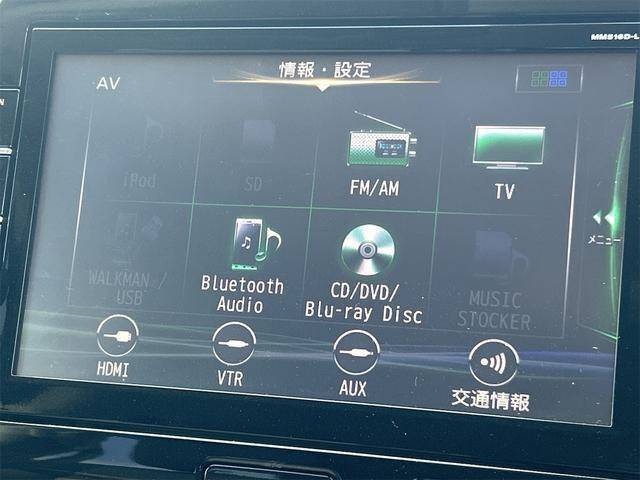 MM516D-L
情報・設定
AV
iPod
SD
FM/AM
TV
メニュー
WALKMAN /
USB
Bluetooth
Audio
CD/DVD/
Blu-ray Disc
MUSIC
STOCKER
HDMI
VTR
AUX
交通情報